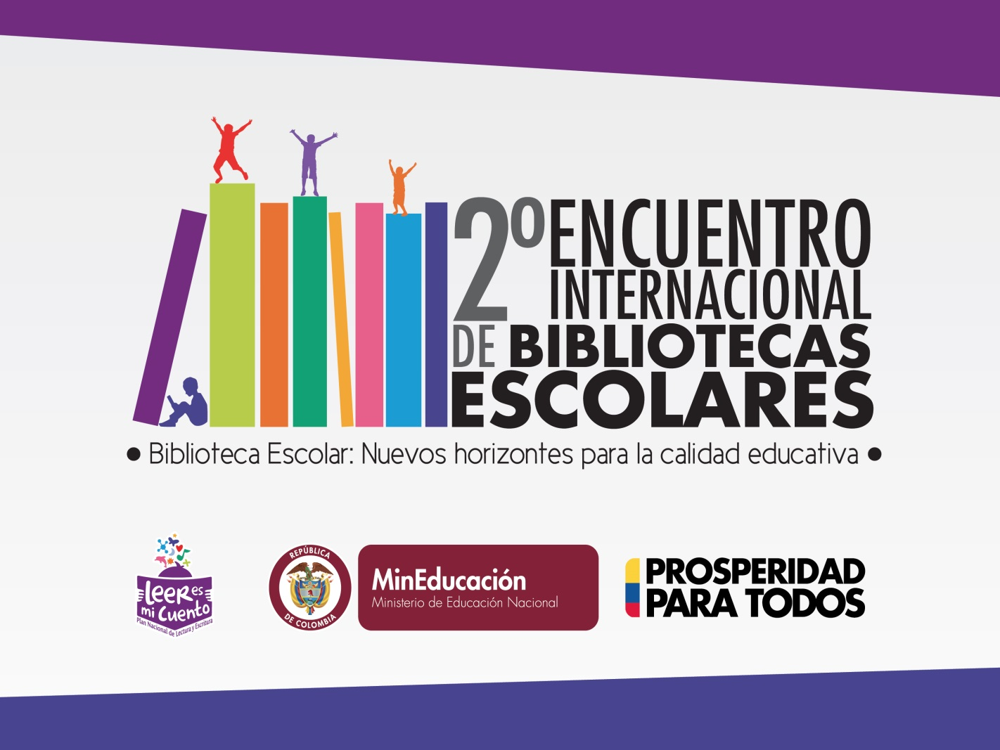 2º ENCUENTRO
INTERNACIONAL
DE BIBLIOTECAS
ESCOLARES
• Biblioteca Escolar: Nuevos horizontes para la calidad educativa •
Leer es
mi Cuento
Plan Nacional de Lectura y Escritura
REPÚBLICA
DE COLOMBIA
MinEducación
Ministerio de Educación Nacional
PROSPERIDAD
PARA TODOS